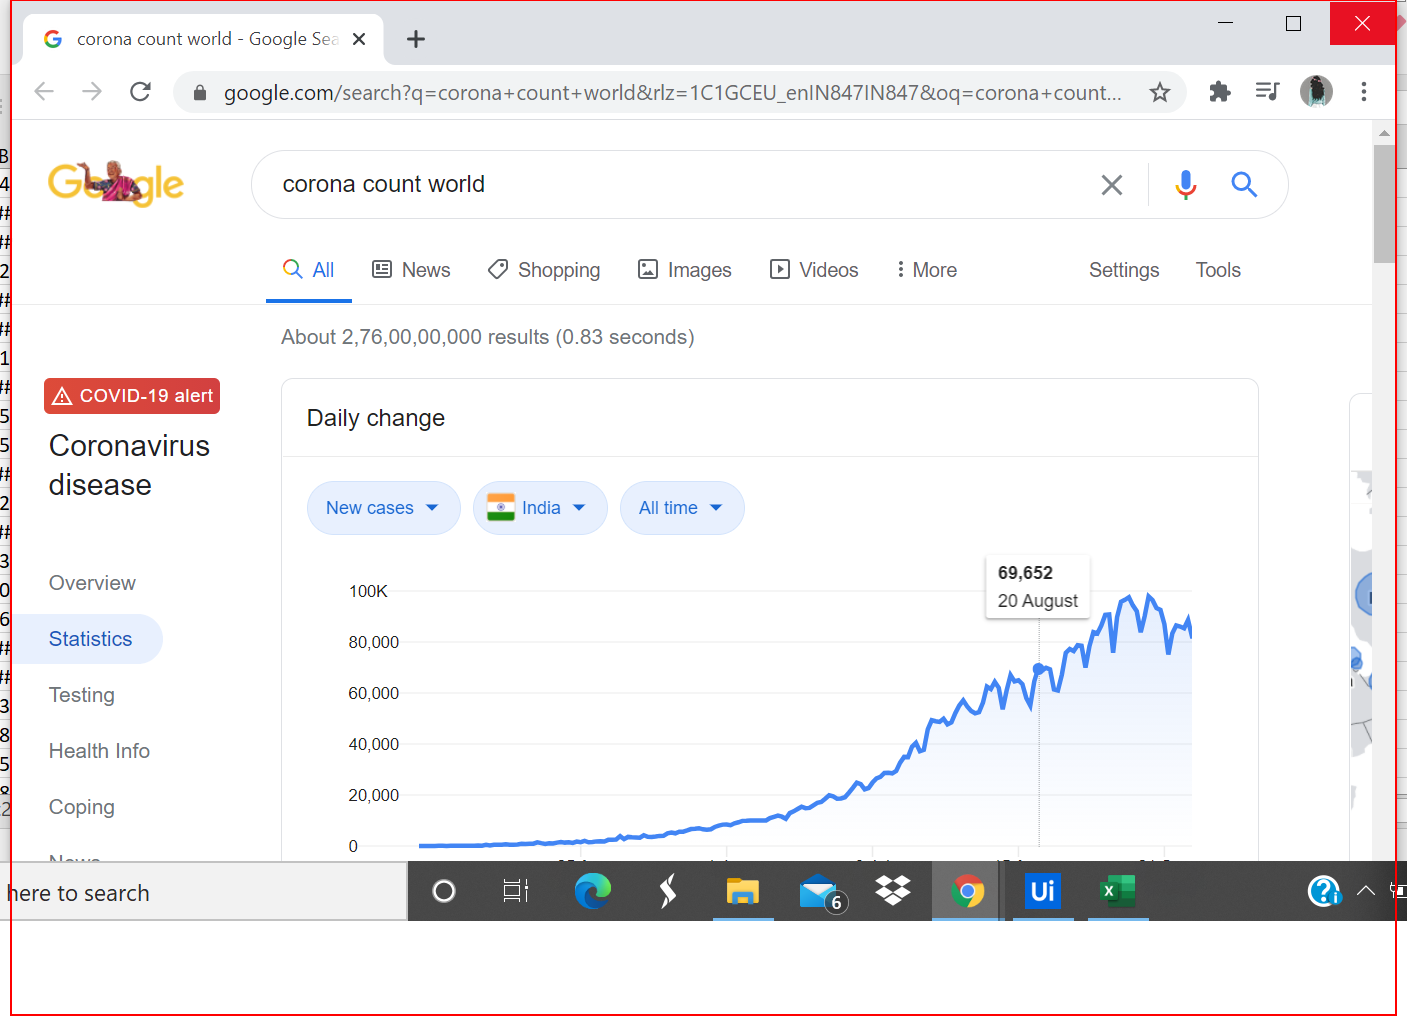 corona count world - Google Sea
google.com/search?q=corona+count+world&rlz=1C1GCEU_enIN847IN847&oq=corona+count...
Google
corona count world
All News Shopping Images Videos More Settings Tools
About 2,76,00,00,000 results (0.83 seconds)
COVID-19 alert
Coronavirus
disease
Overview
Statistics
Testing
Health Info
Coping
Daily change
New cases India All time
69,652
20 August
100K
80,000
60,000
40,000
20,000
0
here to search
6
Ui
X